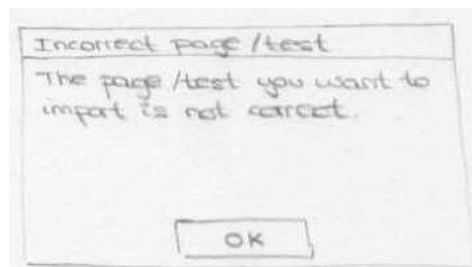 Incorrect page/test
The page/test you want to
import is not correct.
OK